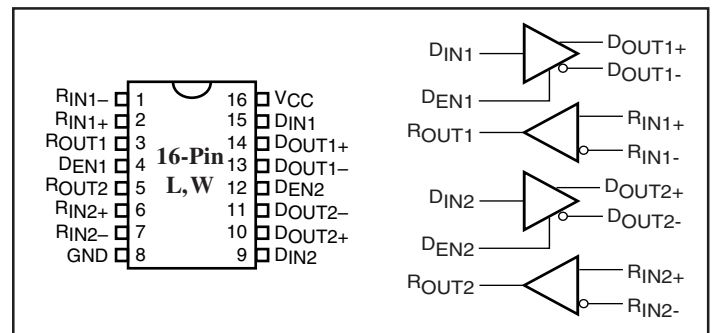 RIN1– 1 16 VCC
RIN1+ 2 15 DIN1
ROUT1 3 14 DOUT1+
DEN1 4 13 DOUT1–
ROUT2 5 12 DEN2
RIN2+ 6 11 DOUT2–
RIN2– 7 10 DOUT2+
GND 8 9 DIN2
16-Pin
L,W
DIN1
DOUT1+
DOUT1-
DEN1
ROUT1
RIN1+
RIN1-
DIN2
DOUT2+
DOUT2-
DEN2
ROUT2
RIN2+
RIN2-